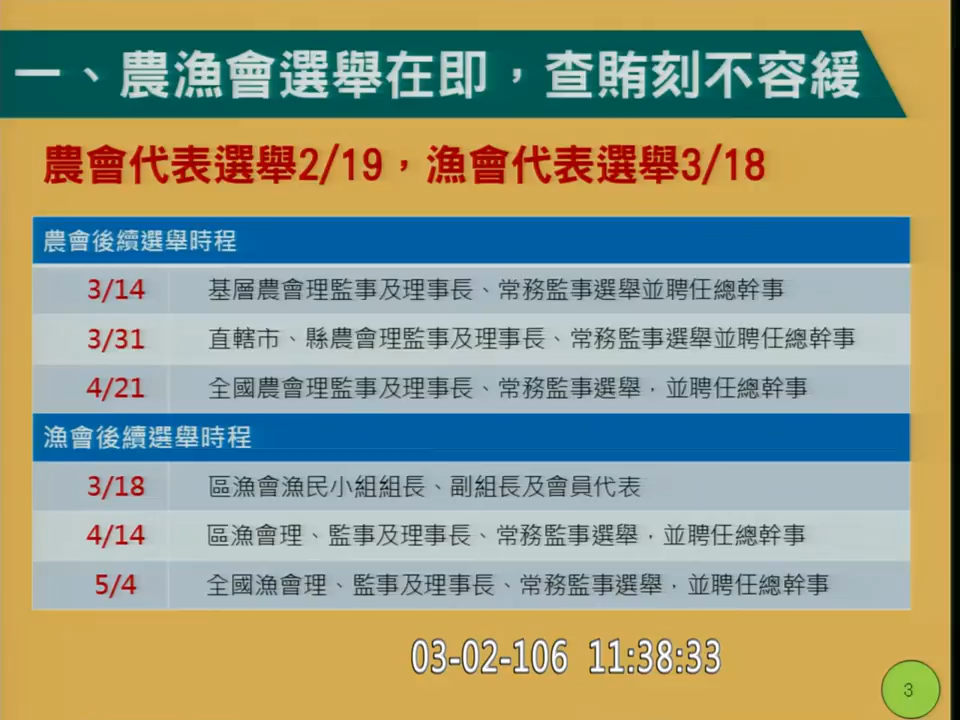 一、農漁會選舉在即，查賄刻不容緩
農會代表選舉2/19，漁會代表選舉3/18
農會後續選舉時程
3/14 基層農會理監事及理事長、常務監事選舉並聘任總幹事
3/31 直轄市、縣農會理監事及理事長、常務監事選舉並聘任總幹事
4/21 全國農會理監事及理事長、常務監事選舉，並聘任總幹事
漁會後續選舉時程
3/18 區漁會漁民小組組長、副組長及會員代表
4/14 區漁會理、監事及理事長、常務監事選舉，並聘任總幹事
5/4 全國漁會理、監事及理事長、常務監事選舉，並聘任總幹事
03-02-106 11:38:33
3